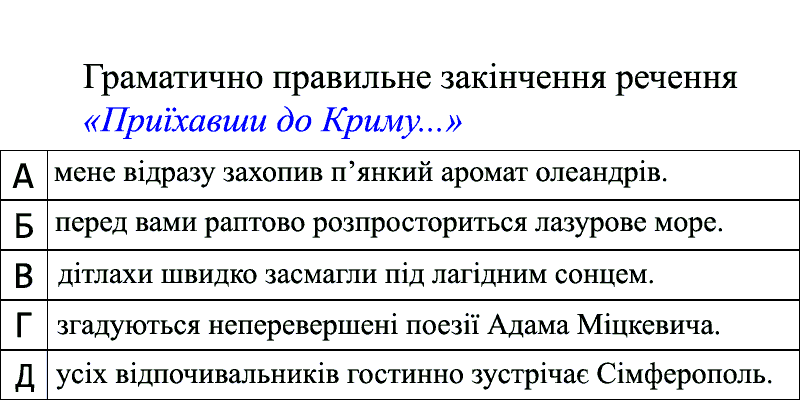 Граматично правильне закінчення речення
«Приїхавши до Криму...»
А мене відразу захопив п’янкий аромат олеандрів.
Б перед вами раптово розпросториться лазурове море.
В дітлахи швидко засмагли під лагідним сонцем.
Г згадуються неперевершені поезії Адама Міцкевича.
Д усіх відпочивальників гостинно зустрічає Сімферополь.